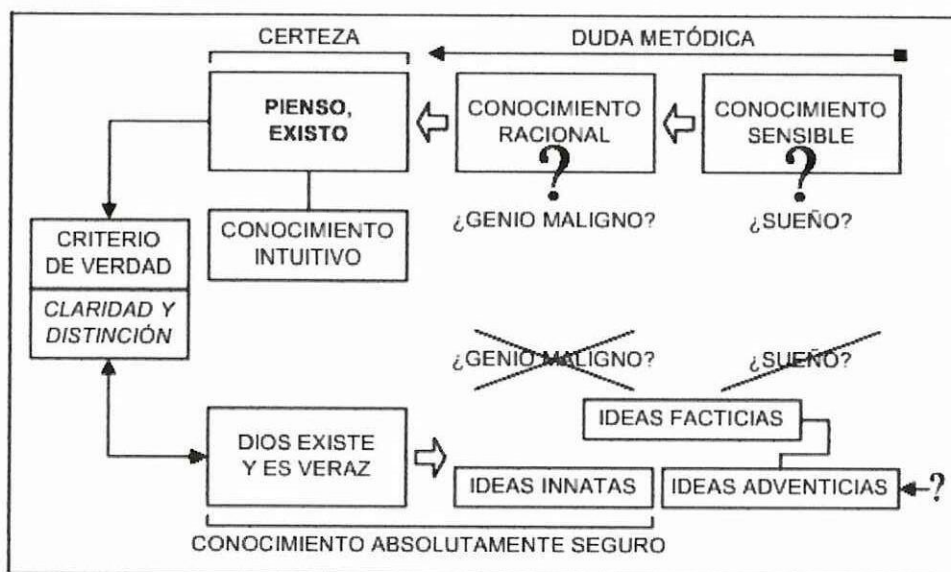 CERTEZA
DUDA METÓDICA
PIENSO,
EXISTO
CONOCIMIENTO
RACIONAL
?
CONOCIMIENTO
SENSIBLE
?
¿GENIO MALIGNO?
¿SUEÑO?
CONOCIMIENTO
INTUITIVO
CRITERIO
DE VERDAD
CLARIDAD Y
DISTINCIÓN
¿GENIO MALIGNO?
¿SUEÑO?
IDEAS FACTICIAS
DIOS EXISTE
Y ES VERAZ
IDEAS INNATAS
IDEAS ADVENTICIAS
?
CONOCIMIENTO ABSOLUTAMENTE SEGURO